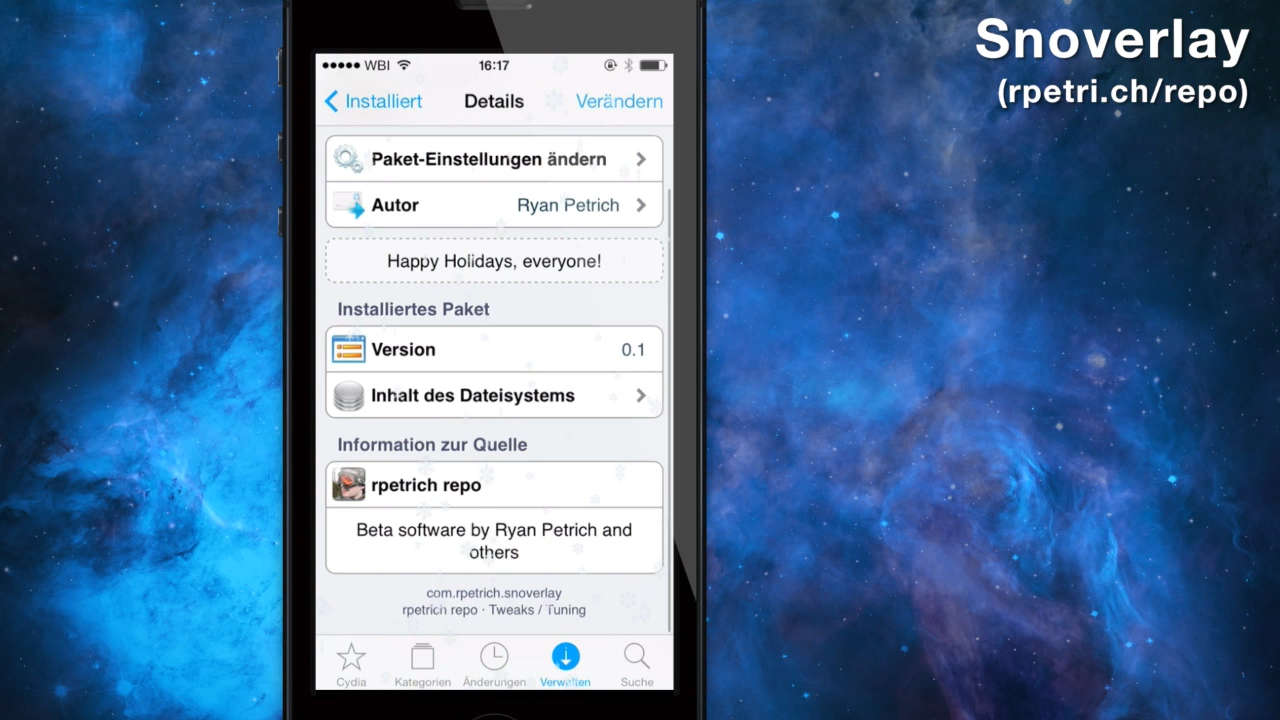 Snoverlay
(rpetri.ch/repo)
WBI 16:17
Installiert Details Verändern
Paket-Einstellungen ändern
Autor Ryan Petrich
Happy Holidays, everyone!
Installiertes Paket
Version 0.1
Inhalt des Dateisystems
Information zur Quelle
rpetrich repo
Beta software by Ryan Petrich and
others
com.rpetrich.snoverlay
rpetrich repo · Tweaks / Tuning
Cydia Kategorien Änderungen Verwalten Suche